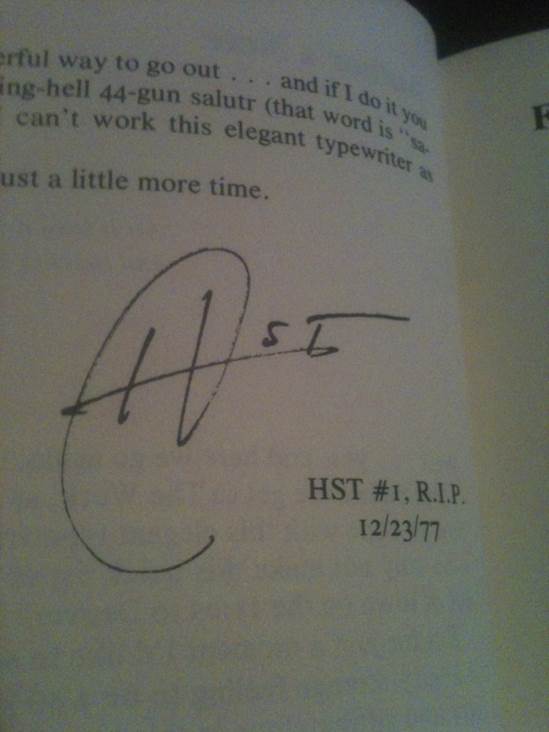 erful way to go out . . . and if I do it you
ing-hell 44-gun salutr (that word is "sa-
can't work this elegant typewriter as
ust a little more time.
HST
HST #1, R.I.P.
12/23/77